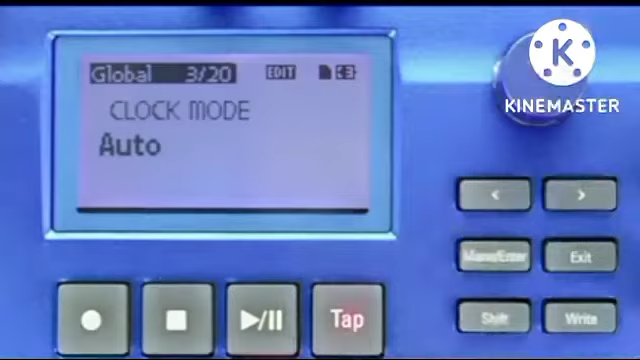 Global 3/20 EDIT
CLOCK MODE
Auto
K
KINEMASTER
< >
Menu/Enter Exit
Shift Write
Tap